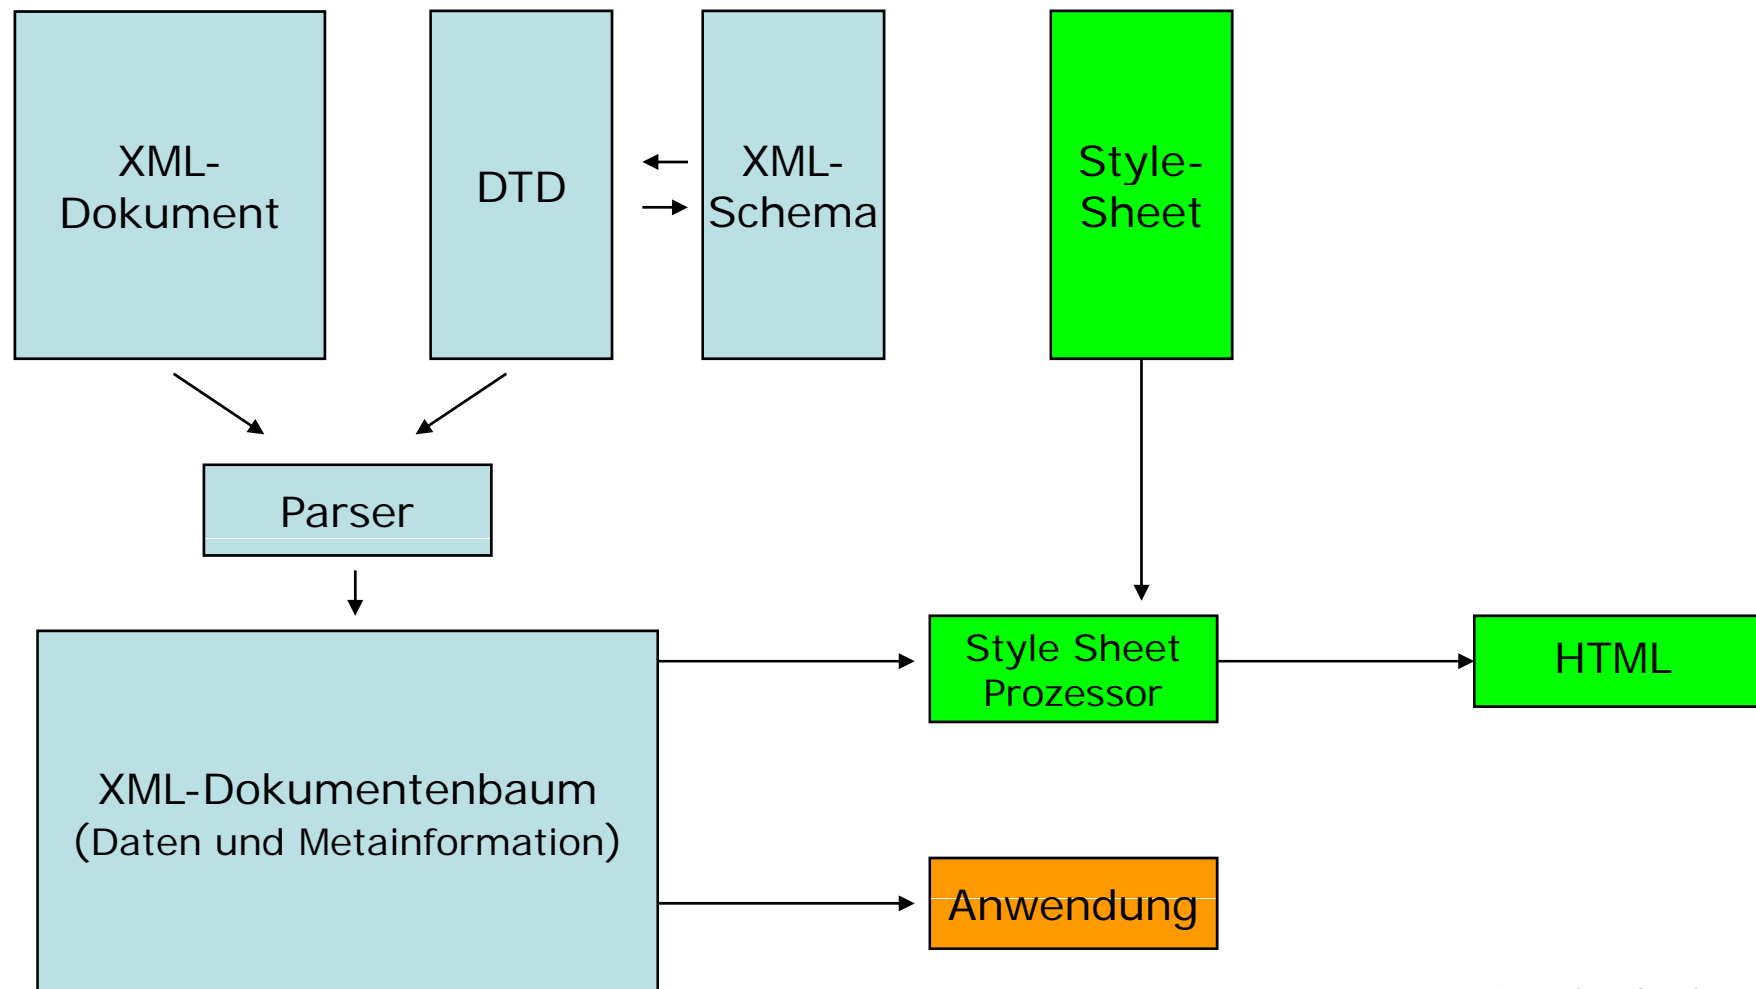 XML-
Dokument
DTD
XML-
Schema
Style-
Sheet
Parser
Style Sheet
Prozessor
HTML
XML-Dokumentenbaum
(Daten und Metainformation)
Anwendung